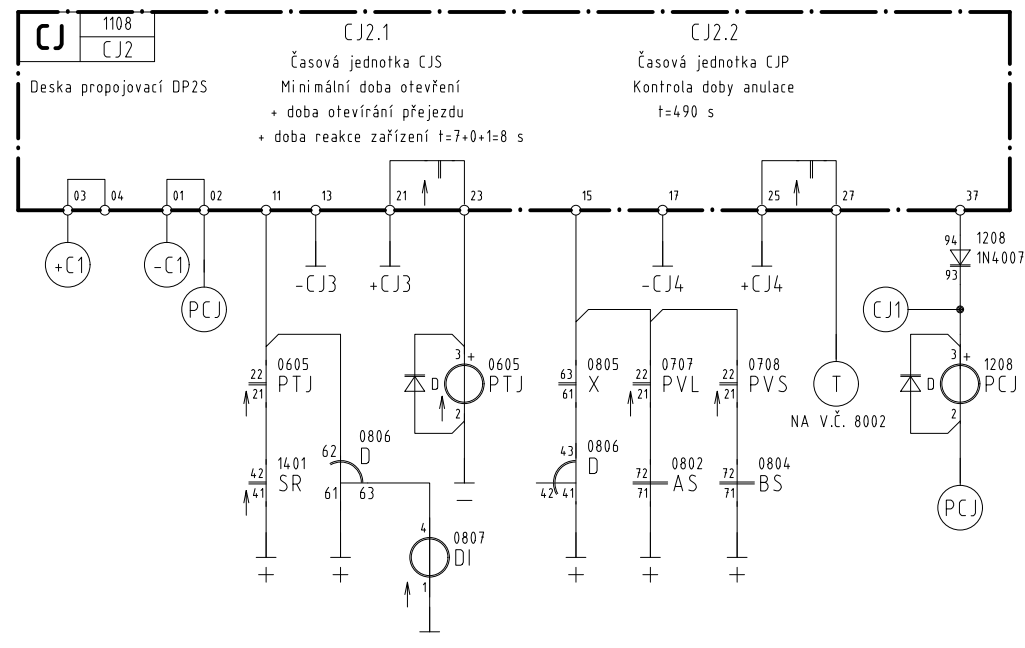 CJ
1108
CJ2
Deska propojovací DP2S
CJ2.1
Časová jednotka CJS
Minimální doba otevření
+ doba otevírání přejezdu
+ doba reakce zařízení t=7+0+1=8 s
CJ2.2
Časová jednotka CJP
Kontrola doby anulace
t=490 s
03 04 01 02 11 13 21 23 15 17 25 27 37
+C1
-C1
PCJ
-CJ3
+CJ3
-CJ4
+CJ4
94
93
1208
1N4007
CJ1
22
21
0605
PTJ
D
3
+
2
0605
PTJ
63
61
0805
X
22
21
0707
PVL
22
21
0708
PVS
T
NA V.Č. 8002
D
3
+
2
1208
PCJ
42
41
1401
SR
62
61
63
0806
D
43
42 41
0806
D
72
71
0802
AS
72
71
0804
BS
PCJ
4
1
0807
DI
+
+
+
+
+